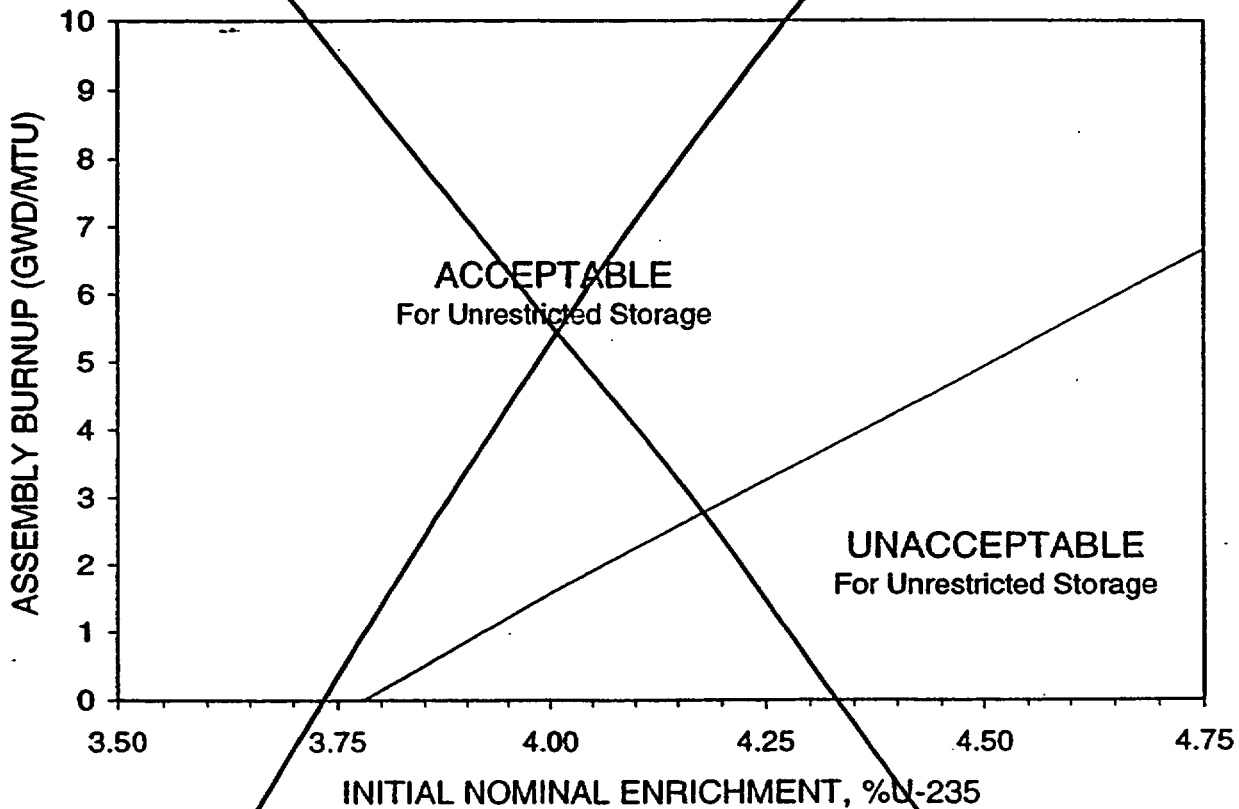 10
9
8
7
6
5
4
3
2
1
0
ASSEMBLY BURNUP (GWD/MTU)
ACCEPTABLE
For Unrestricted Storage
UNACCEPTABLE
For Unrestricted Storage
3.50 3.75 4.00 4.25 4.50 4.75
INITIAL NOMINAL ENRICHMENT, %U-235